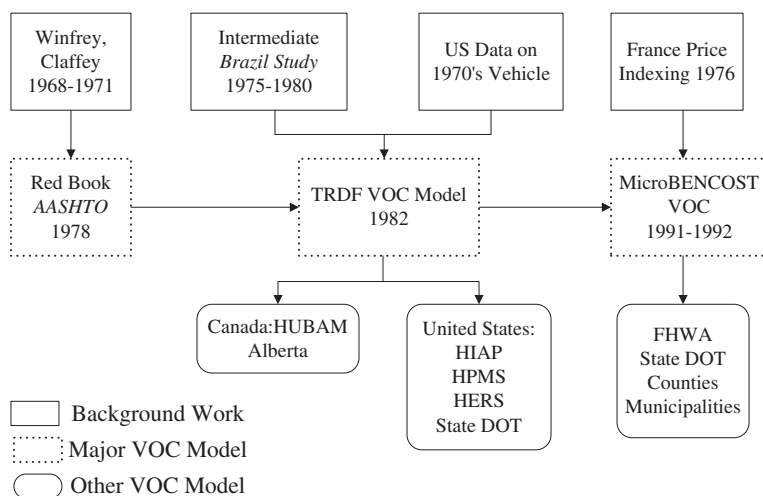 Winfrey,
Claffey
1968-1971
Intermediate
Brazil Study
1975-1980
US Data on
1970's Vehicle
France Price
Indexing 1976
Red Book
AASHTO
1978
TRDF VOC Model
1982
MicroBENCOST
VOC
1991-1992
Canada:HUBAM
Alberta
United States:
HIAP
HPMS
HERS
State DOT
FHWA
State DOT
Counties
Municipalities
Background Work
Major VOC Model
Other VOC Model